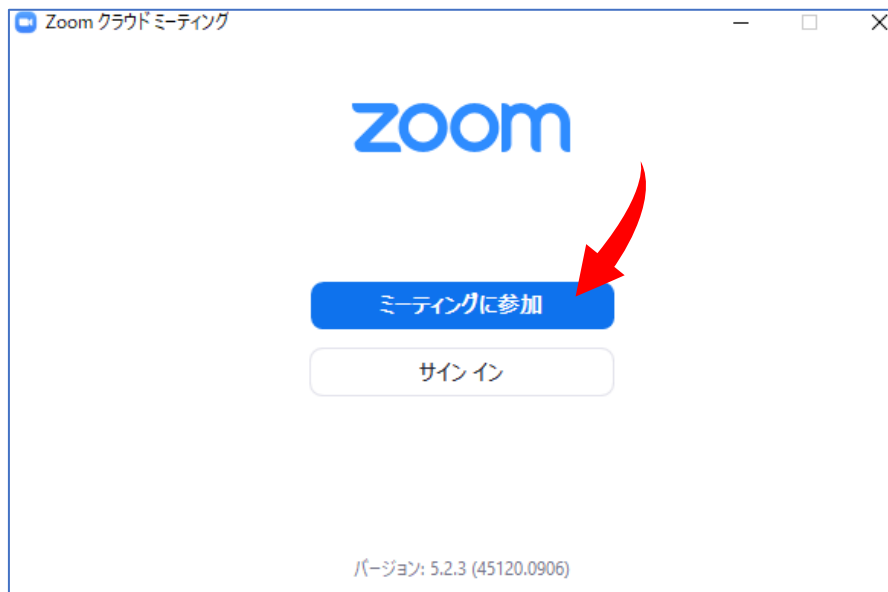 Zoom クラウド ミーティング
zoom
ミーティングに参加
サイン イン
バージョン: 5.2.3 (45120.0906)